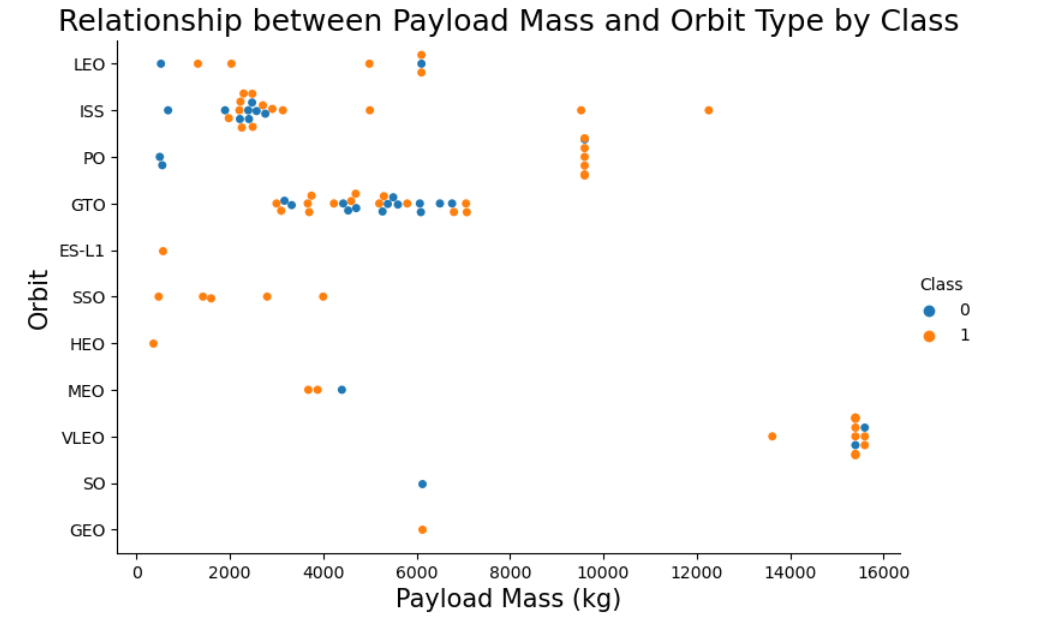 Relationship between Payload Mass and Orbit Type by Class
Orbit
LEO
ISS
PO
GTO
ES-L1
SSO
HEO
MEO
VLEO
SO
GEO
0 2000 4000 6000 8000 10000 12000 14000 16000
Payload Mass (kg)
Class
0
1